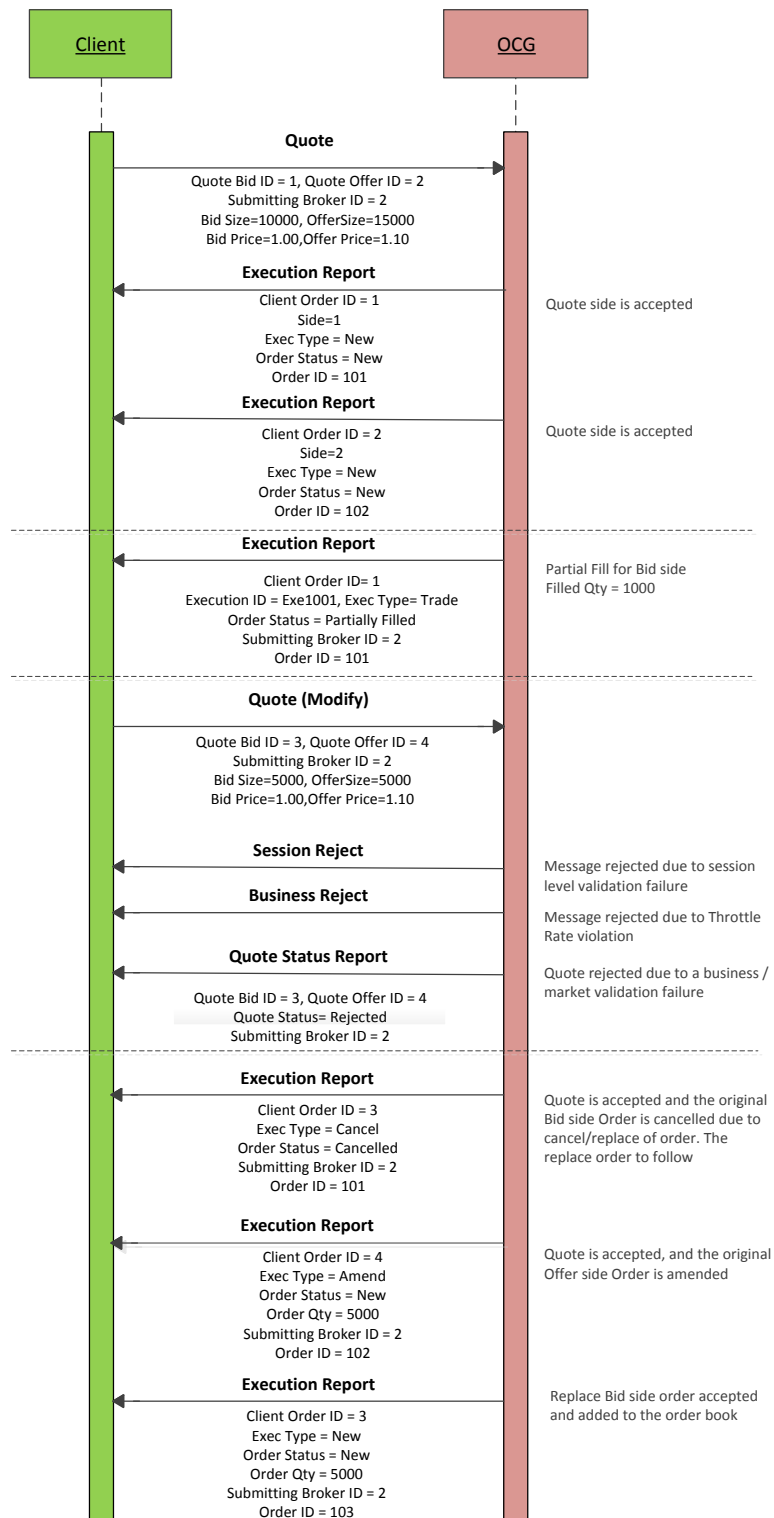 Client
OCG
Quote
Quote Bid ID = 1, Quote Offer ID = 2
Submitting Broker ID = 2
Bid Size=10000, OfferSize=15000
Bid Price=1.00,Offer Price=1.10
Execution Report
Client Order ID = 1
Side=1
Exec Type = New
Order Status = New
Order ID = 101
Quote side is accepted
Execution Report
Client Order ID = 2
Side=2
Exec Type = New
Order Status = New
Order ID = 102
Quote side is accepted
Execution Report
Client Order ID= 1
Execution ID = Exe1001, Exec Type= Trade
Order Status = Partially Filled
Submitting Broker ID = 2
Order ID = 101
Partial Fill for Bid side
Filled Qty = 1000
Quote (Modify)
Quote Bid ID = 3, Quote Offer ID = 4
Submitting Broker ID = 2
Bid Size=5000, OfferSize=5000
Bid Price=1.00,Offer Price=1.10
Session Reject
Message rejected due to session
level validation failure
Business Reject
Message rejected due to Throttle
Rate violation
Quote Status Report
Quote Bid ID = 3, Quote Offer ID = 4
Quote Status= Rejected
Submitting Broker ID = 2
Quote rejected due to a business /
market validation failure
Execution Report
Client Order ID = 3
Exec Type = Cancel
Order Status = Cancelled
Submitting Broker ID = 2
Order ID = 101
Quote is accepted and the original
Bid side Order is cancelled due to
cancel/replace of order. The
replace order to follow
Execution Report
Client Order ID = 4
Exec Type = Amend
Order Status = New
Order Qty = 5000
Submitting Broker ID = 2
Order ID = 102
Quote is accepted, and the original
Offer side Order is amended
Execution Report
Client Order ID = 3
Exec Type = New
Order Status = New
Order Qty = 5000
Submitting Broker ID = 2
Order ID = 103
Replace Bid side order accepted
and added to the order book